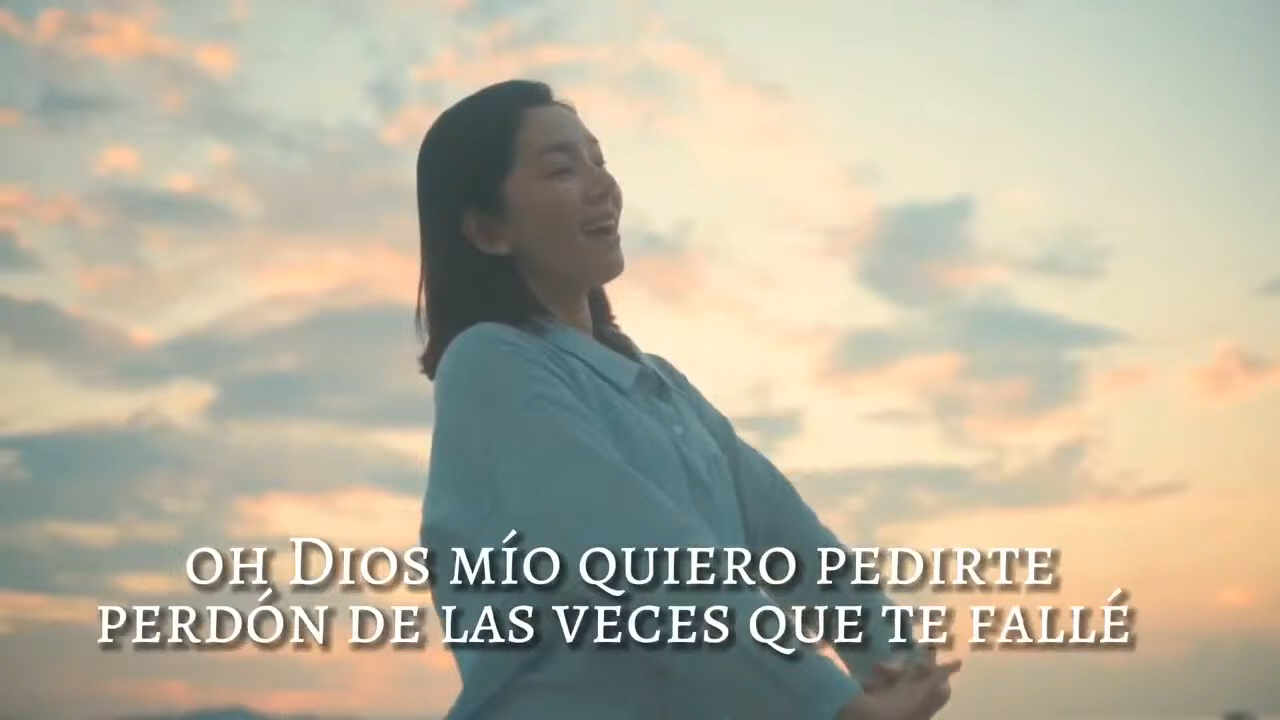 oh Dios mío quiero pedirte
perdón de las veces que te fallé